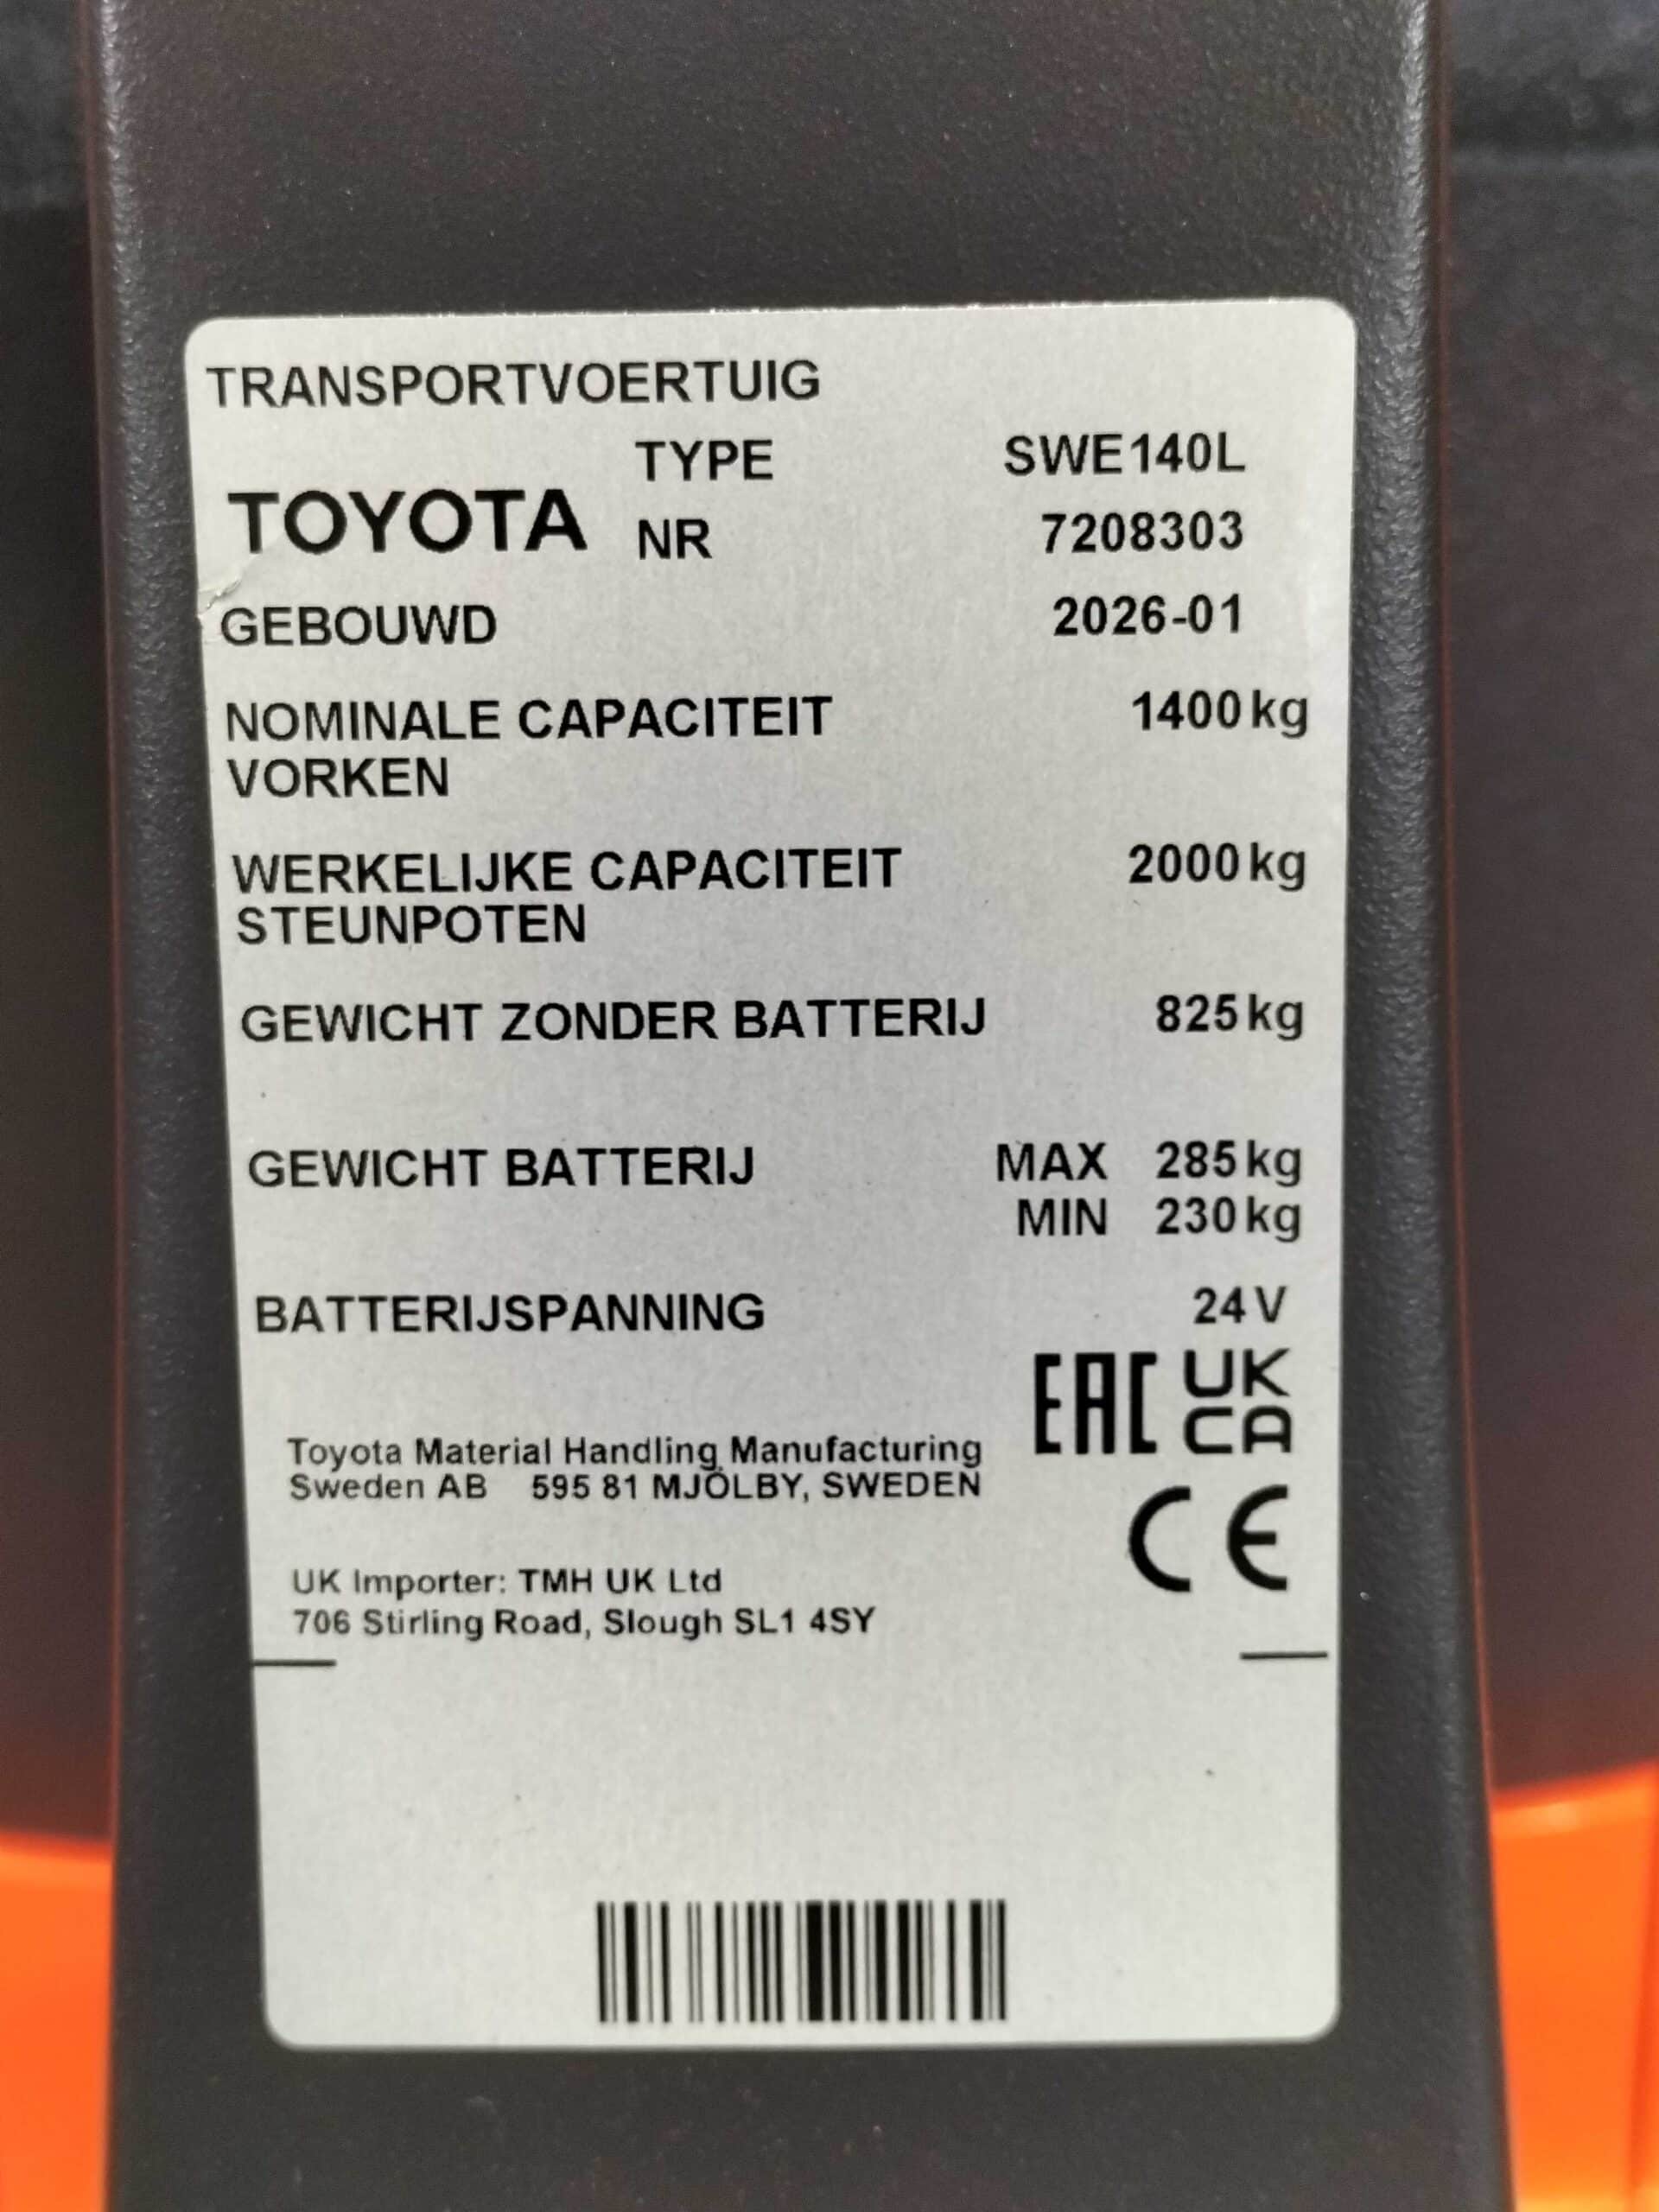 TRANSPORTVOERTUIG
TYPE SWE140L
TOYOTA
NR 7208303
GEBOUWD 2026-01
NOMINALE CAPACITEIT 1400 kg
VORKEN
WERKELIJKE CAPACITEIT 2000 kg
STEUNPOTEN
GEWICHT ZONDER BATTERIJ 825 kg
GEWICHT BATTERIJ MAX 285 kg
MIN 230 kg
BATTERIJSPANNING 24 V
EAC UK
CA
Toyota Material Handling Manufacturing
Sweden AB 595 81 MJÖLBY, SWEDEN
CE
UK Importer: TMH UK Ltd
706 Stirling Road, Slough SL1 4SY